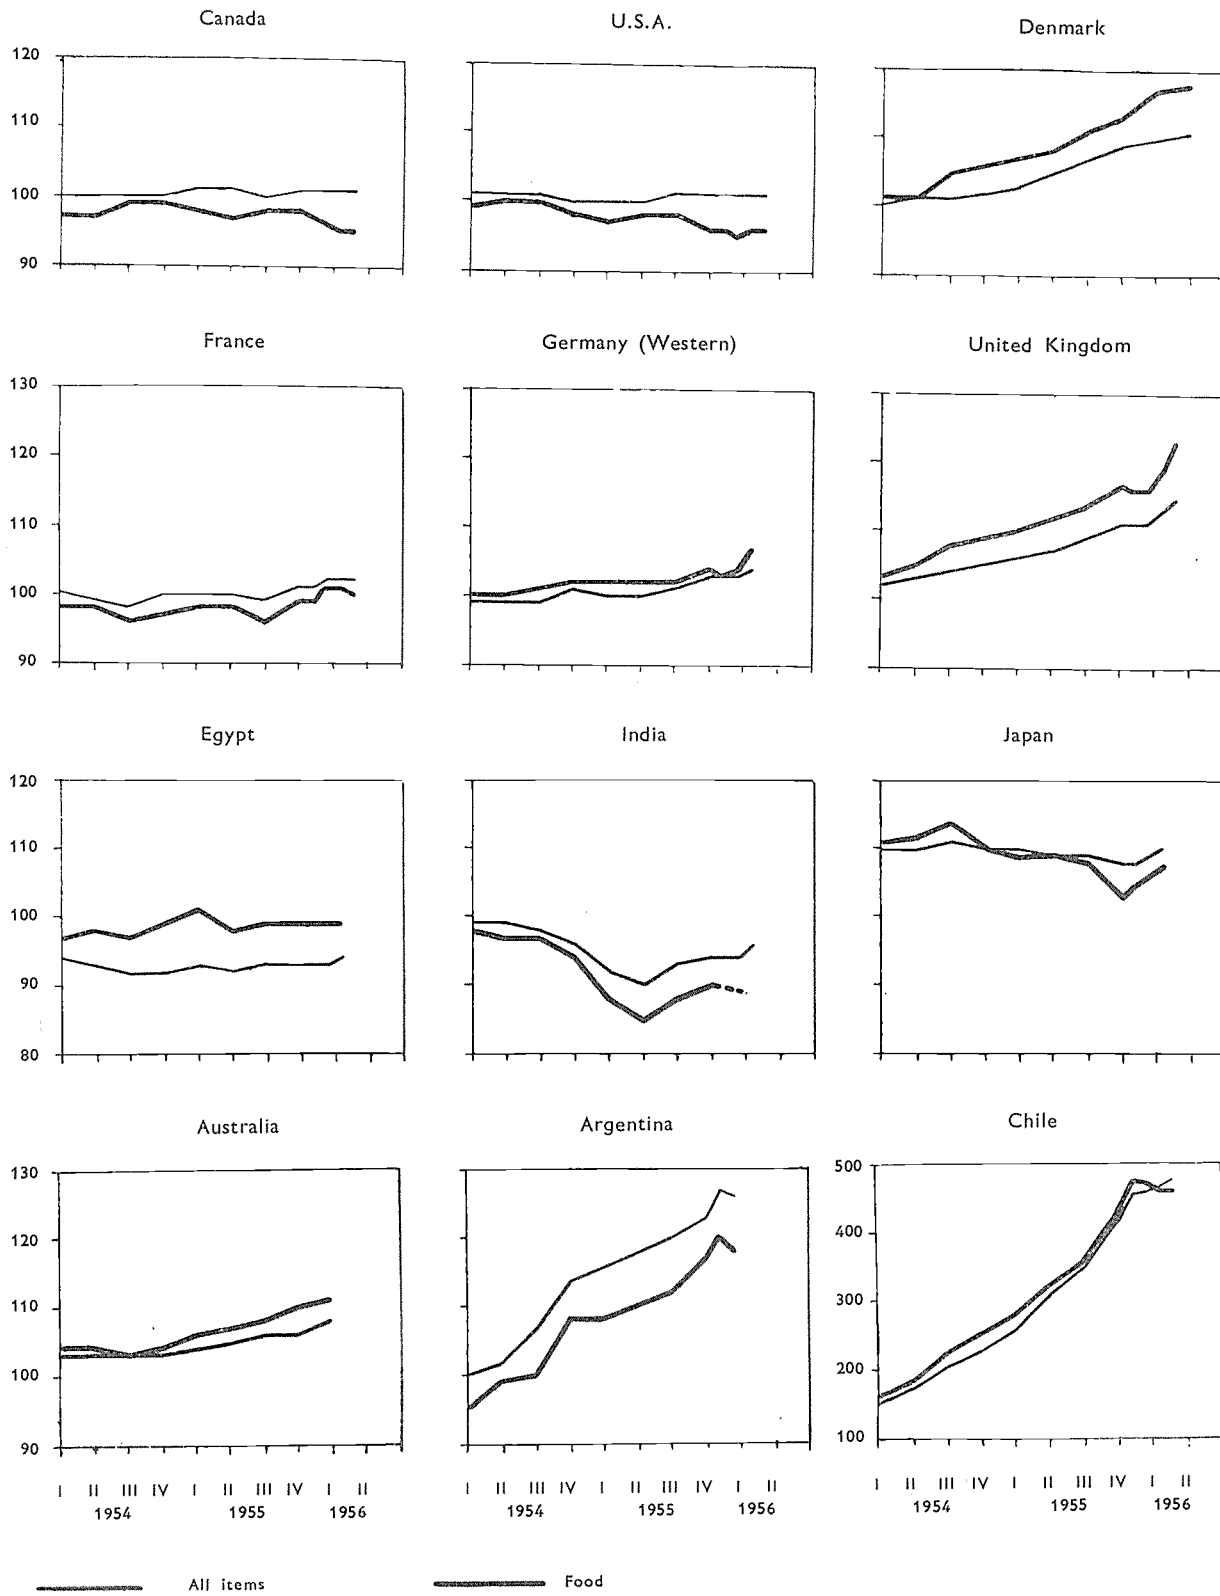 Canada
U.S.A.
Denmark
120
110
100
90
France
Germany (Western)
United Kingdom
130
120
110
100
90
Egypt
India
Japan
120
110
100
90
80
Australia
Argentina
Chile
130
120
110
100
90
500
400
300
200
100
I II III IV I II III IV I II
1954 1955 1956
I II III IV I II III IV I II
1954 1955 1956
I II III IV I II III IV I II
1954 1955 1956
All items
Food